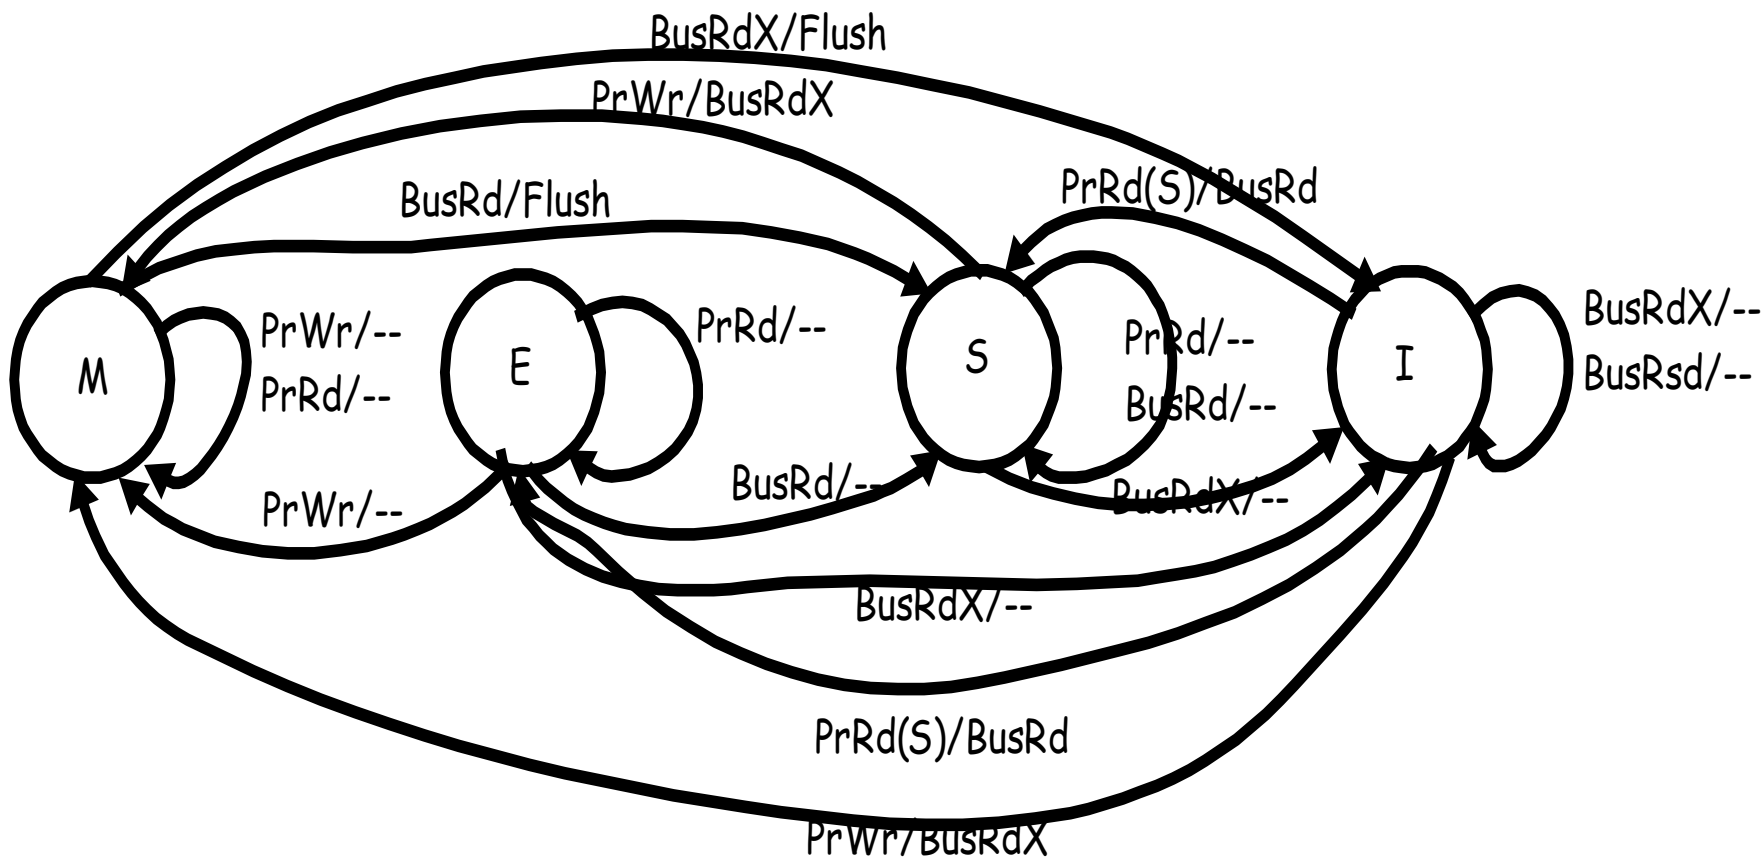 BusRdX/Flush
PrWr/BusRdX
PrRd(S)/BusRd
BusRd/Flush
BusRdX/--
PrWr/--
PrRd/--
PrRd/--
M
E
S
I
BusRsd/--
PrRd/--
BusRd/--
BusRd/--
BusRdX/--
PrWr/--
BusRdX/--
PrRd(S)/BusRd
PrWr/BusRdX